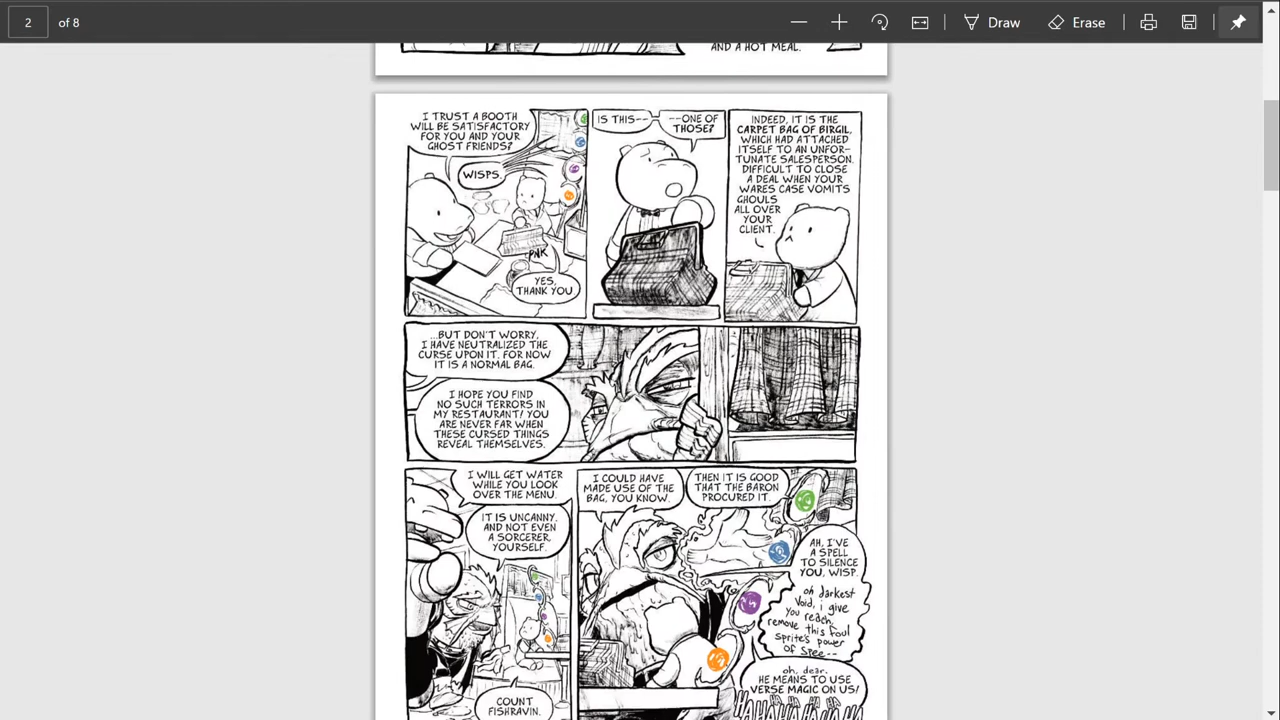 2
of 8
Draw
Erase
AND A HOT MEAL.
I TRUST A BOOTH
WILL BE SATISFACTORY
FOR YOU AND YOUR
GHOST FRIENDS?
WISPS.
PNK
YES,
THANK YOU
IS THIS--
--ONE OF
THOSE?
INDEED, IT IS THE
CARPET BAG OF BIRGIL,
WHICH HAD ATTACHED
ITSELF TO AN UNFOR-
TUNATE SALESPERSON.
DIFFICULT TO CLOSE
A DEAL WHEN YOUR
WARES CASE VOMITS
GHOULS
ALL OVER
YOUR
CLIENT.
...BUT DON'T WORRY,
I HAVE NEUTRALIZED THE
CURSE UPON IT. FOR NOW
IT IS A NORMAL BAG.
I HOPE YOU FIND
NO SUCH TERRORS IN
MY RESTAURANT! YOU
ARE NEVER FAR WHEN
THESE CURSED THINGS
REVEAL THEMSELVES.
I WILL GET WATER
WHILE YOU LOOK
OVER THE MENU.
IT IS UNCANNY.
AND NOT EVEN
A SORCERER,
YOURSELF.
COUNT
FISHRAVIN.
I COULD HAVE
MADE USE OF THE
BAG, YOU KNOW.
THEN IT IS GOOD
THAT THE BARON
PROCURED IT.
AH, I'VE
A SPELL
TO SILENCE
YOU, WISP.
oh darkest
void, i give
you reach,
remove this foul
sprite's power
of spee--
oh, dear.
HE MEANS TO USE
VERSE MAGIC ON US!
HA HA HA HA
HAHAHAHAHA HA